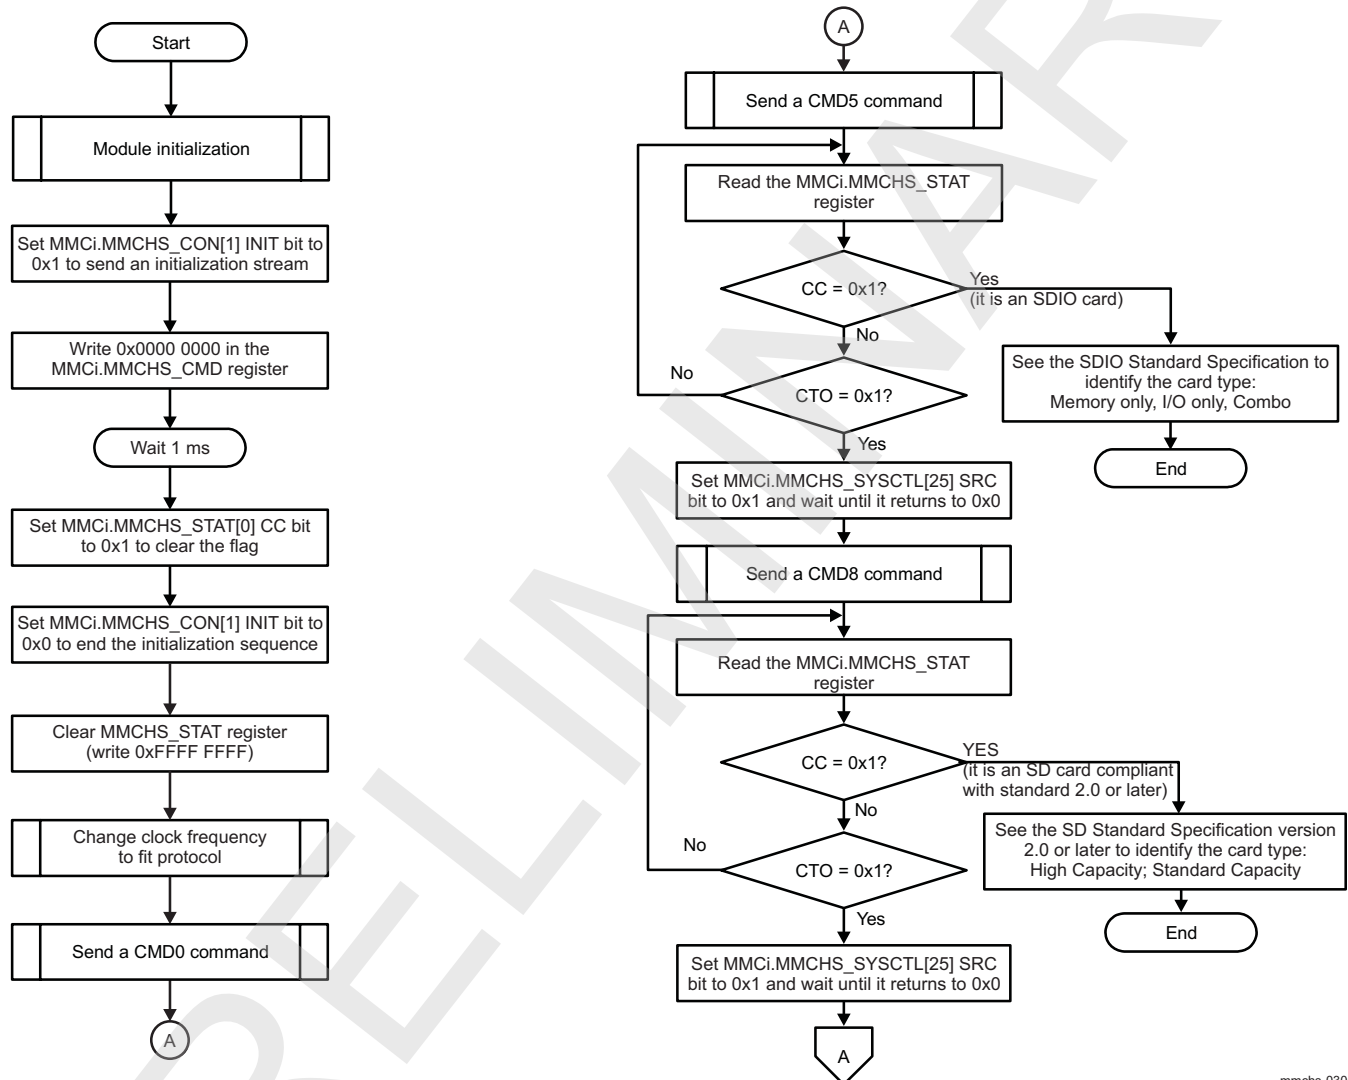 Start
Module initialization
Set MMCi.MMCHS_CON[1] INIT bit to
0x1 to send an initialization stream
Write 0x0000 0000 in the
MMCi.MMCHS_CMD register
Wait 1 ms
Set MMCi.MMCHS_STAT[0] CC bit
to 0x1 to clear the flag
Set MMCi.MMCHS_CON[1] INIT bit to
0x0 to end the initialization sequence
Clear MMCHS_STAT register
(write 0xFFFF FFFF)
Change clock frequency
to fit protocol
Send a CMD0 command
A
A
Send a CMD5 command
Read the MMCi.MMCHS_STAT
register
CC = 0x1?
Yes
(it is an SDIO card)
No
See the SDIO Standard Specification to
identify the card type:
Memory only, I/O only, Combo
End
No
CTO = 0x1?
Yes
Set MMCi.MMCHS_SYSCTL[25] SRC
bit to 0x1 and wait until it returns to 0x0
Send a CMD8 command
Read the MMCi.MMCHS_STAT
register
CC = 0x1?
YES
(it is an SD card compliant
with standard 2.0 or later)
No
See the SD Standard Specification version
2.0 or later to identify the card type:
High Capacity; Standard Capacity
End
No
CTO = 0x1?
Yes
Set MMCi.MMCHS_SYSCTL[25] SRC
bit to 0x1 and wait until it returns to 0x0
A